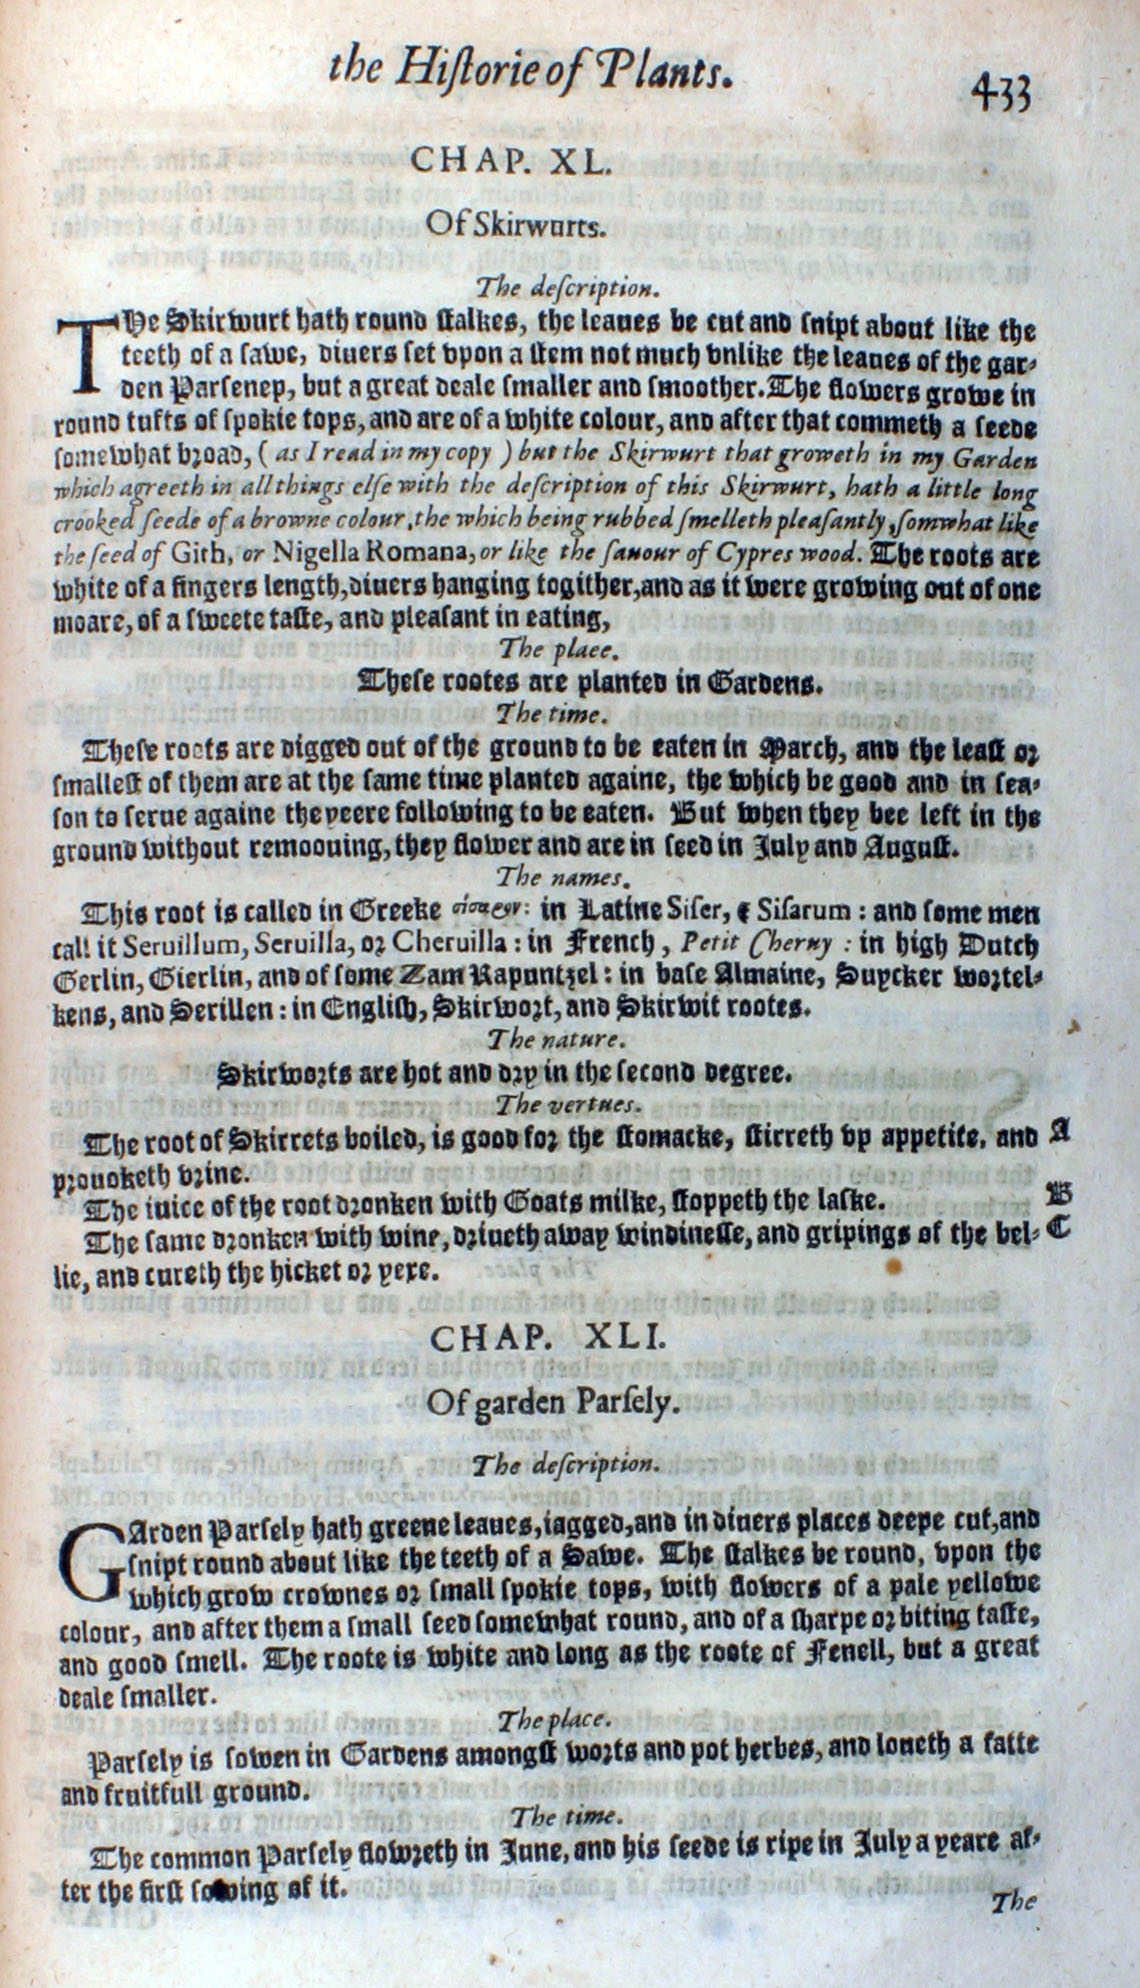 the Hiſtorie of Plants. 433
CHAP. XL.
Of Skirwurts.
The deſcription.
THe Skirwurt hath round ſtalkes, the leaues be cut and ſnipt about like the
teeth of a ſawe, diuers ſet vpon a ſtem not much vnlike the leaues of the gar-
den Parſenep, but a great deale ſmaller and ſmoother. The flowers growe in
round tufts of ſpokie tops, and are of a white colour, and after that commeth a ſeede
ſomewhat broad, (as I read in my copy) but the Skirwurt that groweth in my Garden
which agreeth in all things elſe with the deſcription of this Skirwurt, hath a little long
crooked ſeede of a browne colour, the which being rubbed ſmelleth pleaſantly, ſomwhat like
the ſeed of Gith, or Nigella Romana, or like the ſauour of Cypres wood. The roots are
white of a fingers length, diuers hanging togither, and as it were growing out of one
moare, of a ſweete taſte, and pleaſant in eating,
The place.
Theſe rootes are planted in Gardens.
The time.
Theſe roots are digged out of the ground to be eaten in March, and the leaſt or
ſmalleſt of them are at the ſame time planted againe, the which be good and in ſea-
ſon to ſerue againe the yeere following to be eaten. But when they bee left in the
ground without remoouing, they flower and are in ſeed in July and Auguſt.
The names.
This root is called in Greeke : in Latine Siſer, & Siſarum : and ſome men
call it Seruillum, Seruilla, or Cheruilla : in French, Petit Cheruy : in high Dutch
Gerlin, Gierlin, and of ſome Zam Rapuntzel : in baſe Almaine, Suycker wortel-
kens, and Serillen : in Engliſh, Skirwort, and Skirwit rootes.
The nature.
Skirworts are hot and dry in the ſecond degree.
The vertues.
The root of Skirrets boiled, is good for the ſtomacke, ſtirreth vp appetite, and A
prouoketh vrine.
The iuice of the root dronken with Goats milke, ſtoppeth the laſke. B
The ſame dronken with wine, driueth away windineſſe, and gripings of the bel- C
lie, and cureth the hicket or yexe.
CHAP. XLI.
Of garden Parſely.
The deſcription.
GArden Parſely hath greene leaues, iagged, and in diuers places deepe cut, and
ſnipt round about like the teeth of a Sawe. The ſtalkes be round, vpon the
which grow crownes or ſmall ſpokie tops, with flowers of a pale yellowe
colour, and after them a ſmall ſeed ſomewhat round, and of a ſharpe or biting taſte,
and good ſmell. The roote is white and long as the roote of Fenell, but a great
deale ſmaller.
The place.
Parſely is ſowen in Gardens amongſt worts and pot herbes, and loueth a fatte
and fruitfull ground.
The time.
The common Parſely flowreth in June, and his ſeede is ripe in July a yeare af-
ter the firſt ſowing of it.
The